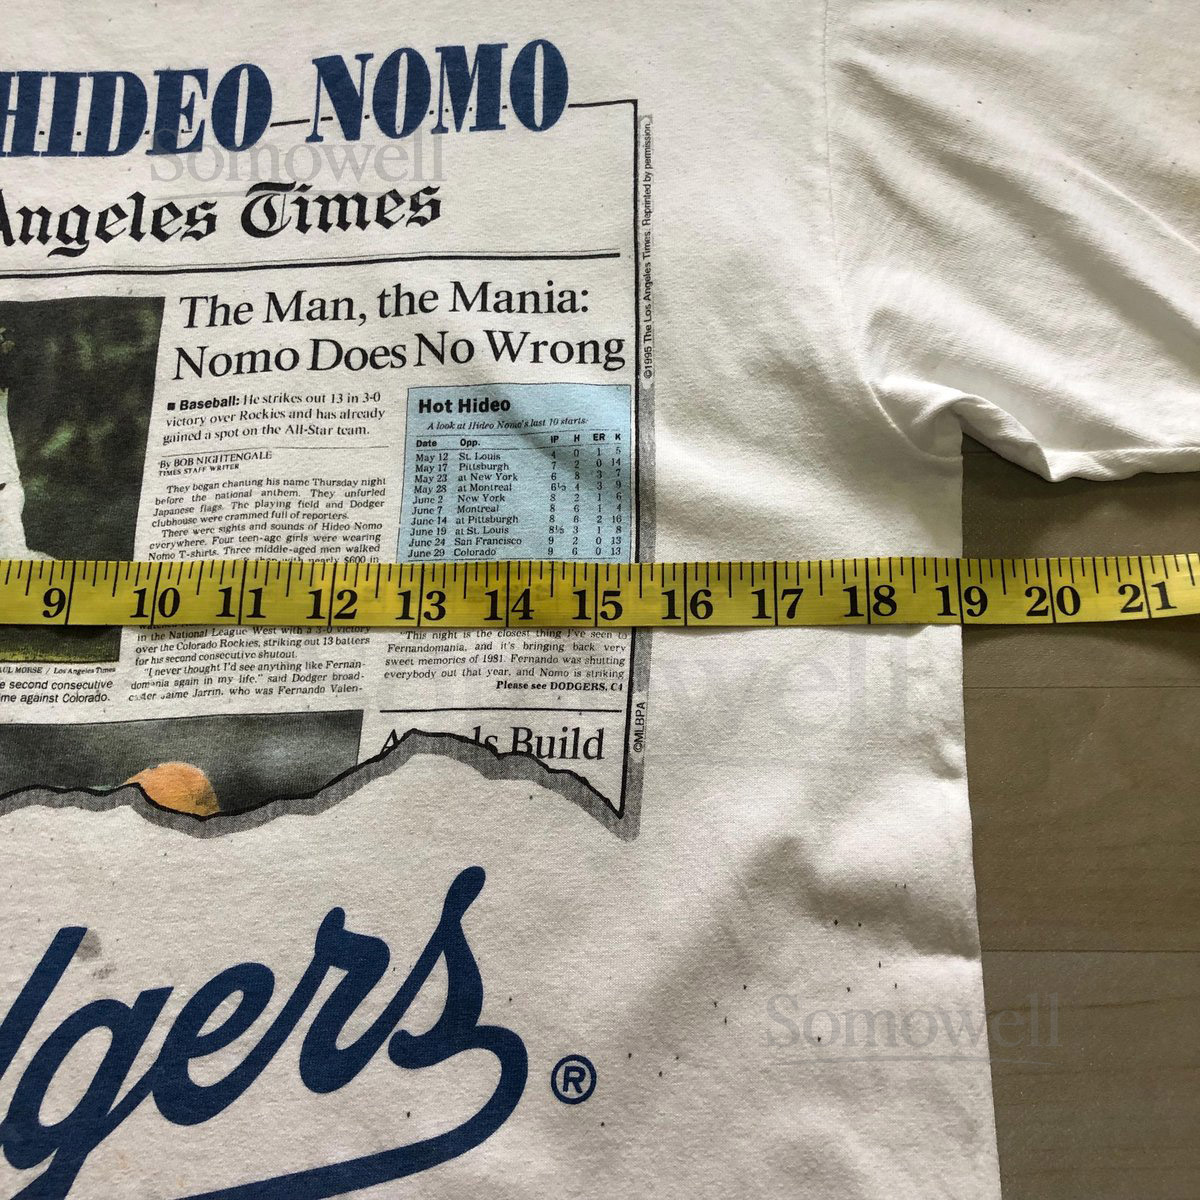 HIDEO NOMO
Somowell
Angeles Times
©1995 The Los Angeles Times. Reprinted by permission.
The Man, the Mania:
Nomo Does No Wrong
■ Baseball: He strikes out 13 in 3-0
victory over Rockies and has already
gained a spot on the All-Star team.
By BOB NIGHTENGALE
TIMES STAFF WRITER
They began chanting his name Thursday night
before the national anthem. They unfurled
Japanese flags. The playing field and Dodger
clubhouse were crammed full of reporters.
There were sights and sounds of Hideo Nomo
everywhere. Four teen-age girls were wearing
Nomo T-shirts. Three middle-aged men walked
with nearly $600 in
Hot Hideo
A look at Hideo Nomo's last 10 starts:
Date Opp. IP H ER K
May 12 St. Louis 4 0 1 5
May 17 Pittsburgh 7 2 0 14
May 23 at New York 6 8 3 7
May 28 at Montreal 6⅓ 4 3 9
June 2 New York 8 2 1 6
June 7 Montreal 8 6 1 4
June 14 at Pittsburgh 8 6 2 16
June 19 at St. Louis 8⅓ 3 1 8
June 24 San Francisco 9 2 0 13
June 29 Colorado 9 6 0 13
9 10 11 12 13 14 15 16 17 18 19 20 21
in the National League West with a 3-0 victory
over the Colorado Rockies, striking out 13 batters
for his second consecutive shutout.
"I never thought I'd see anything like Fernan-
domania again in my life," said Dodger broad-
caster Jaime Jarrin, who was Fernando Valen-
"This night is the closest thing I've seen to
Fernandomania, and it's bringing back very
sweet memories of 1981. Fernando was shutting
everybody out that year, and Nomo is striking
Please see DODGERS, C4
MORSE / Los Angeles Times
second consecutive
against Colorado.
Build
©MLBPA
dgers
®
Somowell